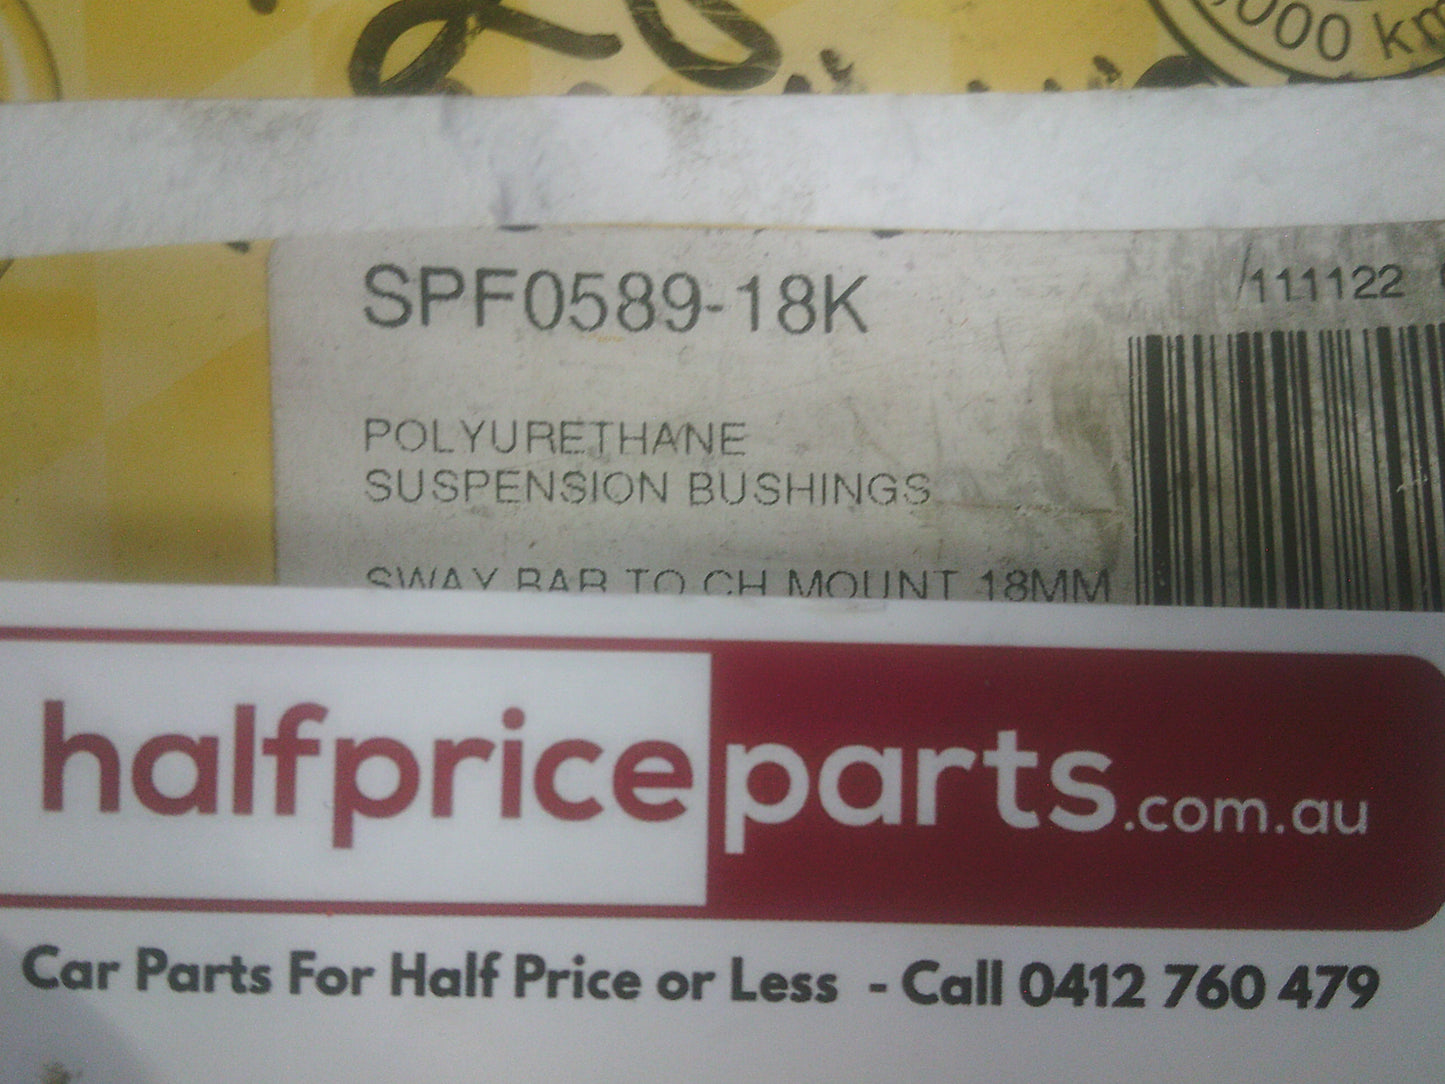 ,000 km
SPF0589-18K
/111122
POLYURETHANE
SUSPENSION BUSHINGS
SWAY BAR TO CH MOUNT 18MM
halfpriceparts.com.au
Car Parts For Half Price or Less - Call 0412 760 479